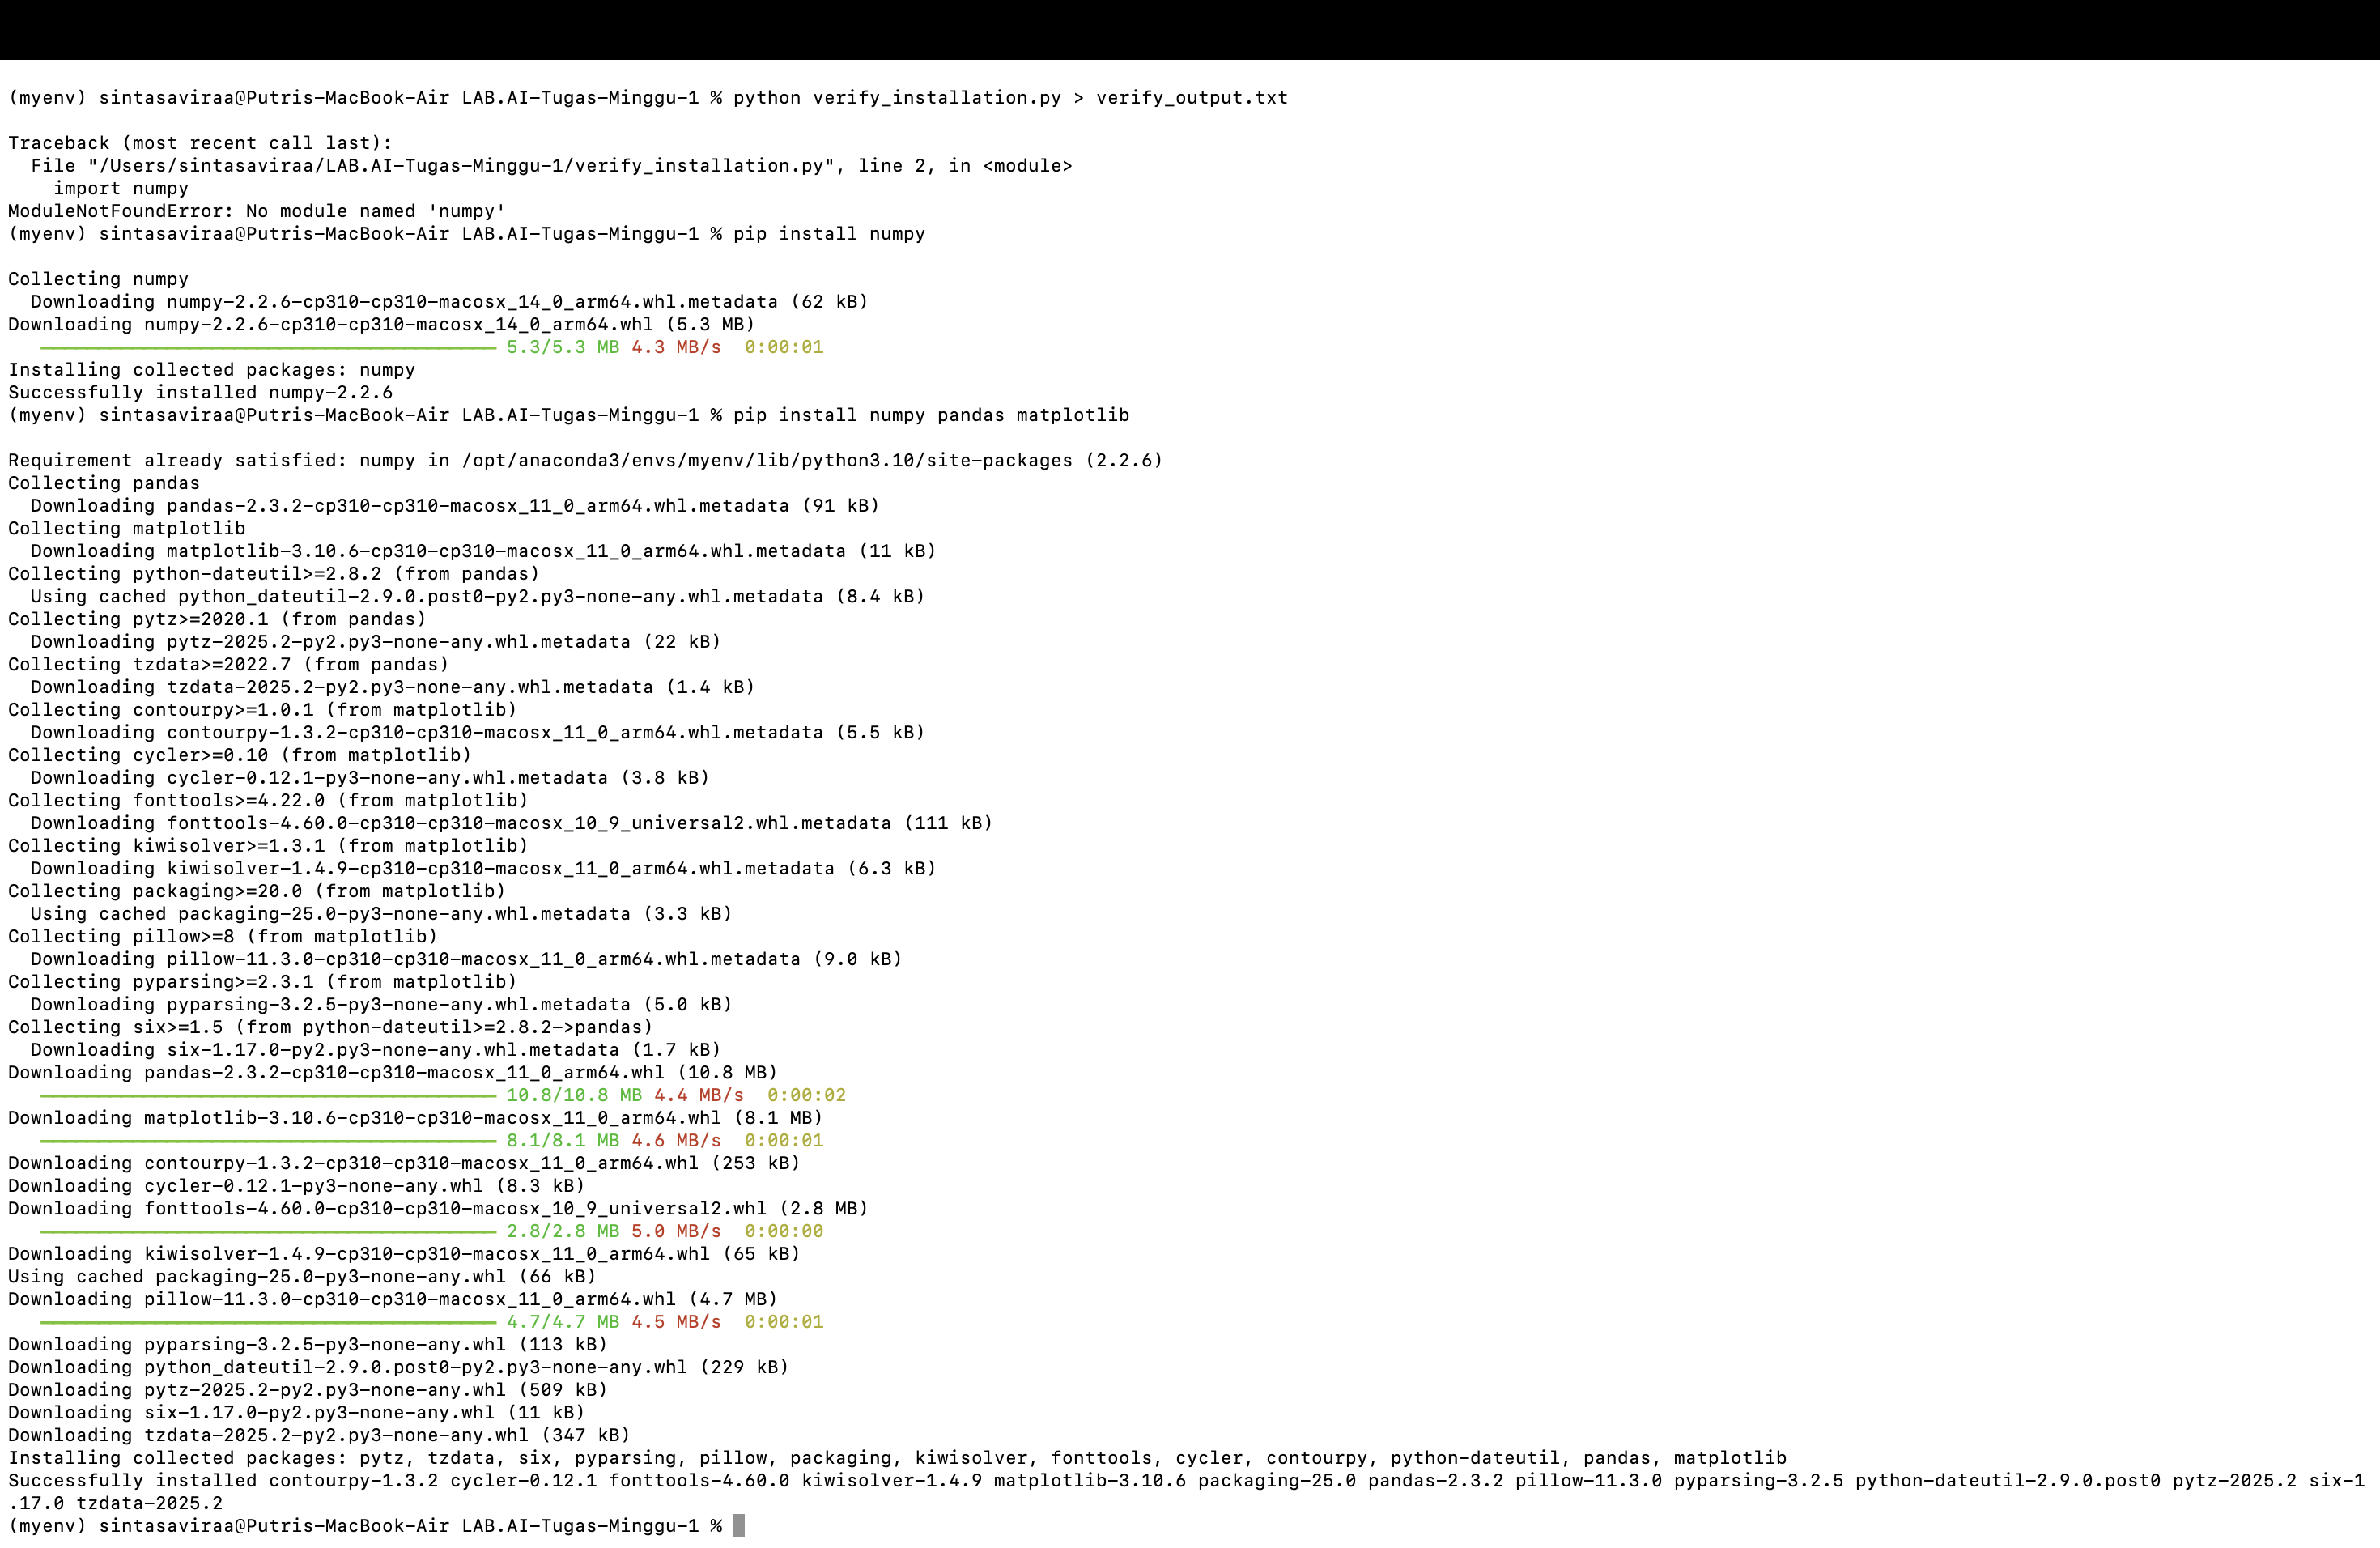 (myenv) sintasaviraa@Putris-MacBook-Air LAB.AI-Tugas-Minggu-1 % python verify_installation.py > verify_output.txt
Traceback (most recent call last):
  File "/Users/sintasaviraa/LAB.AI-Tugas-Minggu-1/verify_installation.py", line 2, in <module>
    import numpy
ModuleNotFoundError: No module named 'numpy'
(myenv) sintasaviraa@Putris-MacBook-Air LAB.AI-Tugas-Minggu-1 % pip install numpy
Collecting numpy
  Downloading numpy-2.2.6-cp310-cp310-macosx_14_0_arm64.whl.metadata (62 kB)
Downloading numpy-2.2.6-cp310-cp310-macosx_14_0_arm64.whl (5.3 MB)
5.3/5.3 MB 4.3 MB/s  0:00:01
Installing collected packages: numpy
Successfully installed numpy-2.2.6
(myenv) sintasaviraa@Putris-MacBook-Air LAB.AI-Tugas-Minggu-1 % pip install numpy pandas matplotlib
Requirement already satisfied: numpy in /opt/anaconda3/envs/myenv/lib/python3.10/site-packages (2.2.6)
Collecting pandas
  Downloading pandas-2.3.2-cp310-cp310-macosx_11_0_arm64.whl.metadata (91 kB)
Collecting matplotlib
  Downloading matplotlib-3.10.6-cp310-cp310-macosx_11_0_arm64.whl.metadata (11 kB)
Collecting python-dateutil>=2.8.2 (from pandas)
  Using cached python_dateutil-2.9.0.post0-py2.py3-none-any.whl.metadata (8.4 kB)
Collecting pytz>=2020.1 (from pandas)
  Downloading pytz-2025.2-py2.py3-none-any.whl.metadata (22 kB)
Collecting tzdata>=2022.7 (from pandas)
  Downloading tzdata-2025.2-py2.py3-none-any.whl.metadata (1.4 kB)
Collecting contourpy>=1.0.1 (from matplotlib)
  Downloading contourpy-1.3.2-cp310-cp310-macosx_11_0_arm64.whl.metadata (5.5 kB)
Collecting cycler>=0.10 (from matplotlib)
  Downloading cycler-0.12.1-py3-none-any.whl.metadata (3.8 kB)
Collecting fonttools>=4.22.0 (from matplotlib)
  Downloading fonttools-4.60.0-cp310-cp310-macosx_10_9_universal2.whl.metadata (111 kB)
Collecting kiwisolver>=1.3.1 (from matplotlib)
  Downloading kiwisolver-1.4.9-cp310-cp310-macosx_11_0_arm64.whl.metadata (6.3 kB)
Collecting packaging>=20.0 (from matplotlib)
  Using cached packaging-25.0-py3-none-any.whl.metadata (3.3 kB)
Collecting pillow>=8 (from matplotlib)
  Downloading pillow-11.3.0-cp310-cp310-macosx_11_0_arm64.whl.metadata (9.0 kB)
Collecting pyparsing>=2.3.1 (from matplotlib)
  Downloading pyparsing-3.2.5-py3-none-any.whl.metadata (5.0 kB)
Collecting six>=1.5 (from python-dateutil>=2.8.2->pandas)
  Downloading six-1.17.0-py2.py3-none-any.whl.metadata (1.7 kB)
Downloading pandas-2.3.2-cp310-cp310-macosx_11_0_arm64.whl (10.8 MB)
10.8/10.8 MB 4.4 MB/s  0:00:02
Downloading matplotlib-3.10.6-cp310-cp310-macosx_11_0_arm64.whl (8.1 MB)
8.1/8.1 MB 4.6 MB/s  0:00:01
Downloading contourpy-1.3.2-cp310-cp310-macosx_11_0_arm64.whl (253 kB)
Downloading cycler-0.12.1-py3-none-any.whl (8.3 kB)
Downloading fonttools-4.60.0-cp310-cp310-macosx_10_9_universal2.whl (2.8 MB)
2.8/2.8 MB 5.0 MB/s  0:00:00
Downloading kiwisolver-1.4.9-cp310-cp310-macosx_11_0_arm64.whl (65 kB)
Using cached packaging-25.0-py3-none-any.whl (66 kB)
Downloading pillow-11.3.0-cp310-cp310-macosx_11_0_arm64.whl (4.7 MB)
4.7/4.7 MB 4.5 MB/s  0:00:01
Downloading pyparsing-3.2.5-py3-none-any.whl (113 kB)
Downloading python_dateutil-2.9.0.post0-py2.py3-none-any.whl (229 kB)
Downloading pytz-2025.2-py2.py3-none-any.whl (509 kB)
Downloading six-1.17.0-py2.py3-none-any.whl (11 kB)
Downloading tzdata-2025.2-py2.py3-none-any.whl (347 kB)
Installing collected packages: pytz, tzdata, six, pyparsing, pillow, packaging, kiwisolver, fonttools, cycler, contourpy, python-dateutil, pandas, matplotlib
Successfully installed contourpy-1.3.2 cycler-0.12.1 fonttools-4.60.0 kiwisolver-1.4.9 matplotlib-3.10.6 packaging-25.0 pandas-2.3.2 pillow-11.3.0 pyparsing-3.2.5 python-dateutil-2.9.0.post0 pytz-2025.2 six-1
.17.0 tzdata-2025.2
(myenv) sintasaviraa@Putris-MacBook-Air LAB.AI-Tugas-Minggu-1 %